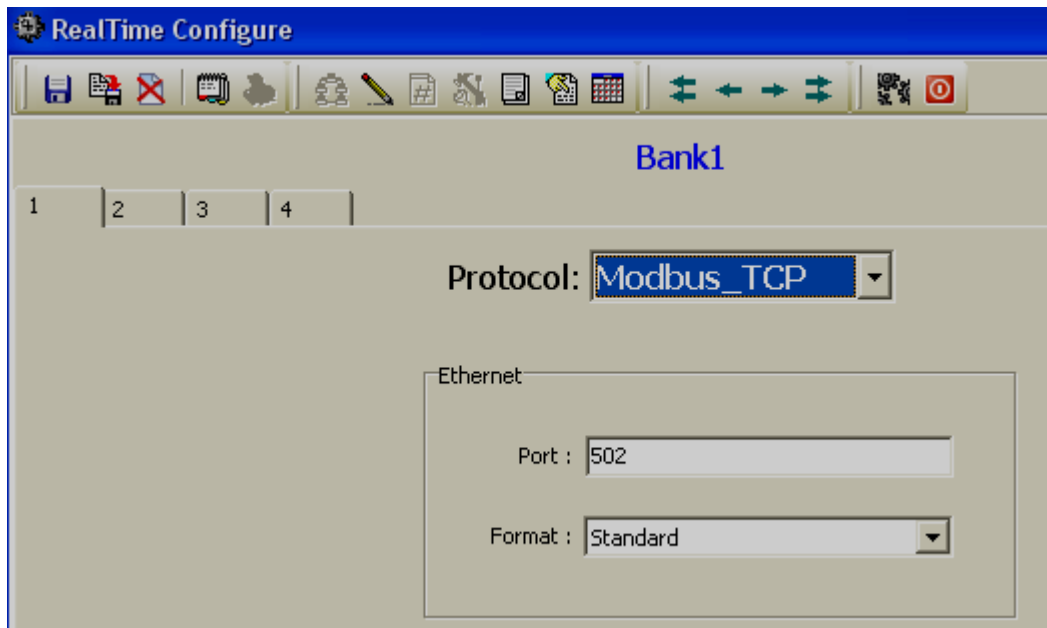 RealTime Configure
Bank1
1 2 3 4
Protocol: Modbus_TCP
Ethernet
Port : 502
Format : Standard